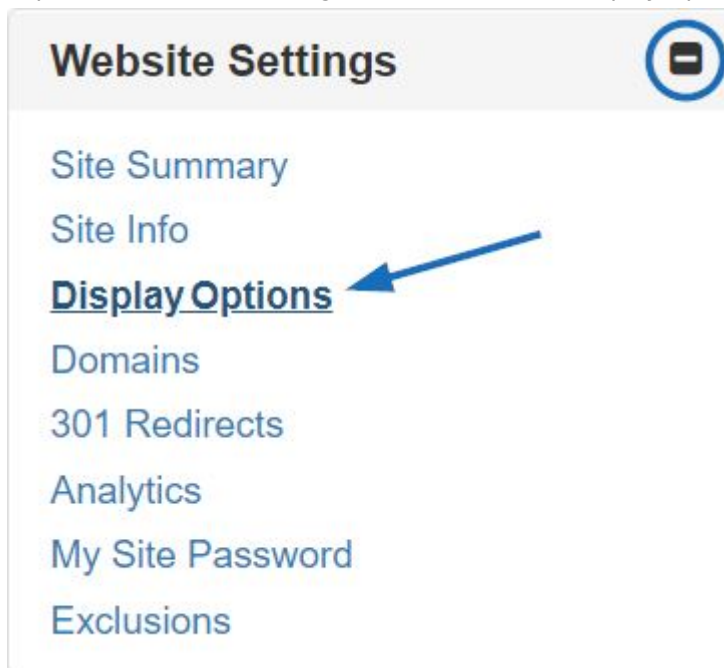 Website Settings
Site Summary
Site Info
Display Options
Domains
301 Redirects
Analytics
My Site Password
Exclusions